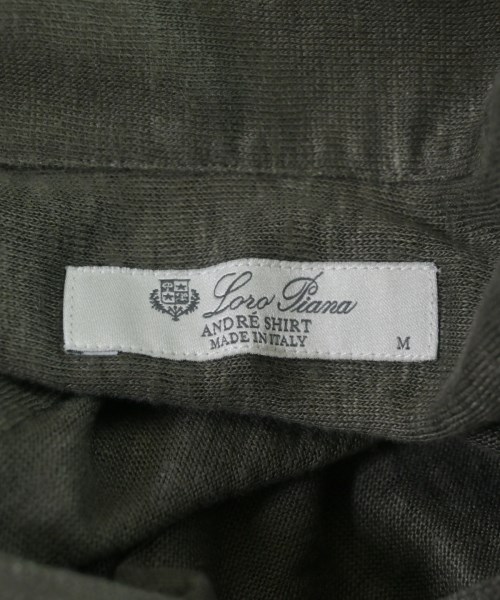 Loro Piana
ANDRÉ SHIRT
MADE IN ITALY
M